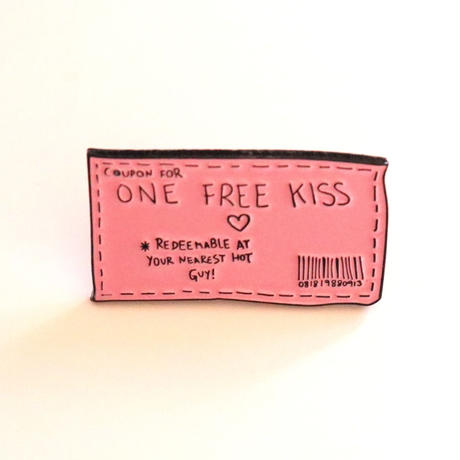 COUPON FOR
ONE FREE KISS
* REDEEMABLE AT
YOUR NEAREST HOT
GUY!
081819880913